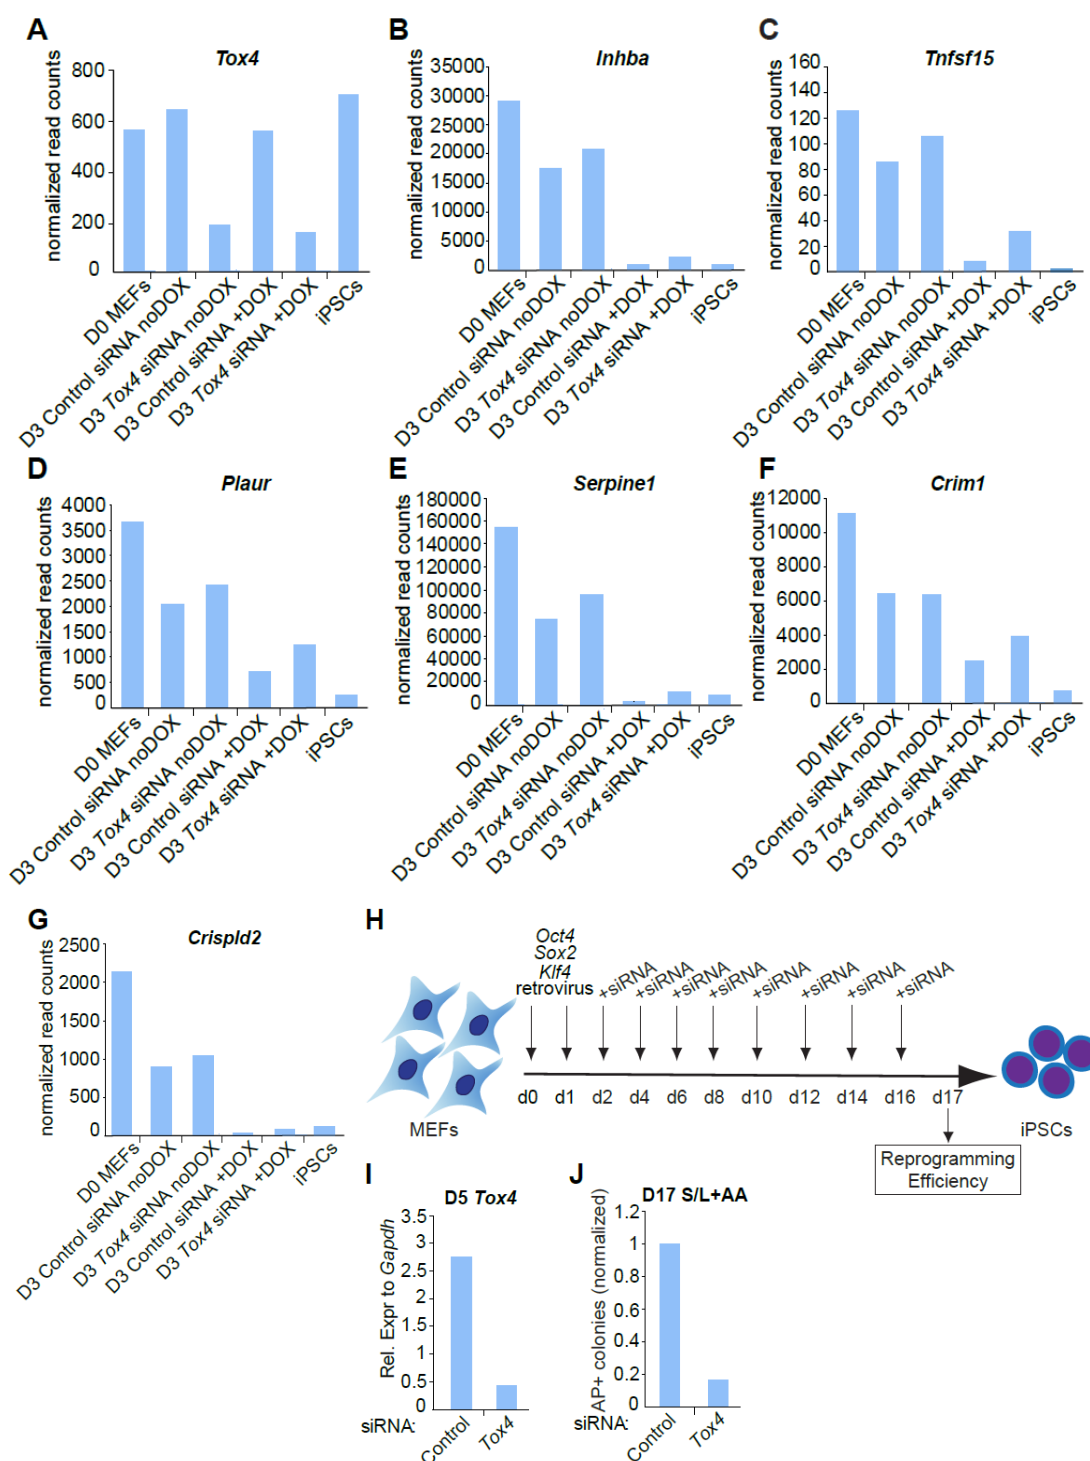 A
Tox4
normalized read counts
800
600
400
200
0
D0 MEFs
D3 Control siRNA noDOX
D3 Tox4 siRNA noDOX
D3 Control siRNA +DOX
D3 Tox4 siRNA +DOX
iPSCs
B
Inhba
normalized read counts
35000
30000
25000
20000
15000
10000
5000
0
D0 MEFs
D3 Control siRNA noDOX
D3 Tox4 siRNA noDOX
D3 Control siRNA +DOX
D3 Tox4 siRNA +DOX
iPSCs
C
Tnfsf15
normalized read counts
160
140
120
100
80
60
40
20
0
D0 MEFs
D3 Control siRNA noDOX
D3 Tox4 siRNA noDOX
D3 Control siRNA +DOX
D3 Tox4 siRNA +DOX
iPSCs
D
Plaur
normalized read counts
4000
3500
3000
2500
2000
1500
1000
500
0
D0 MEFs
D3 Control siRNA noDOX
D3 Tox4 siRNA noDOX
D3 Control siRNA +DOX
D3 Tox4 siRNA +DOX
iPSCs
E
Serpine1
normalized read counts
180000
160000
140000
120000
100000
80000
60000
40000
20000
0
D0 MEFs
D3 Control siRNA noDOX
D3 Tox4 siRNA noDOX
D3 Control siRNA +DOX
D3 Tox4 siRNA +DOX
iPSCs
F
Crim1
normalized read counts
12000
10000
8000
6000
4000
2000
0
D0 MEFs
D3 Control siRNA noDOX
D3 Tox4 siRNA noDOX
D3 Control siRNA +DOX
D3 Tox4 siRNA +DOX
iPSCs
G
Crispld2
normalized read counts
2500
2000
1500
1000
500
0
D0 MEFs
D3 Control siRNA noDOX
D3 Tox4 siRNA noDOX
D3 Control siRNA +DOX
D3 Tox4 siRNA +DOX
iPSCs
H
Oct4
Sox2
Klf4
retrovirus
+siRNA
+siRNA
+siRNA
+siRNA
+siRNA
+siRNA
+siRNA
+siRNA
d0 d1 d2 d4 d6 d8 d10 d12 d14 d16 d17
MEFs
iPSCs
Reprogramming
Efficiency
I
D5 Tox4
Rel. Expr to Gapdh
3.5
3
2.5
2
1.5
1
0.5
0
siRNA:
Control
Tox4
J
D17 S/L+AA
AP+ colonies (normalized)
1.2
1
0.8
0.6
0.4
0.2
0
siRNA:
Control
Tox4